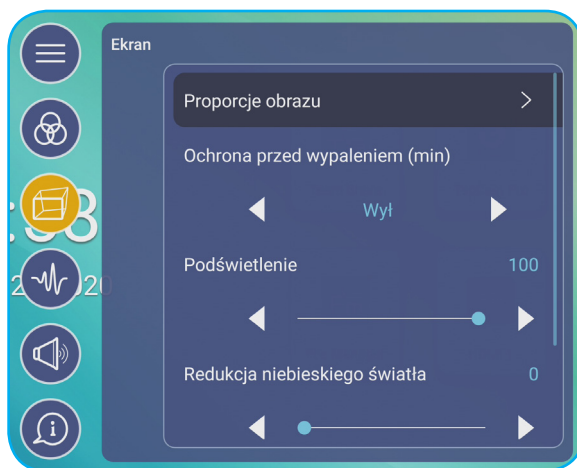 Ekran
Proporcje obrazu
Ochrona przed wypaleniem (min)
Wył
Podświetlenie 100
Redukcja niebieskiego światła 0